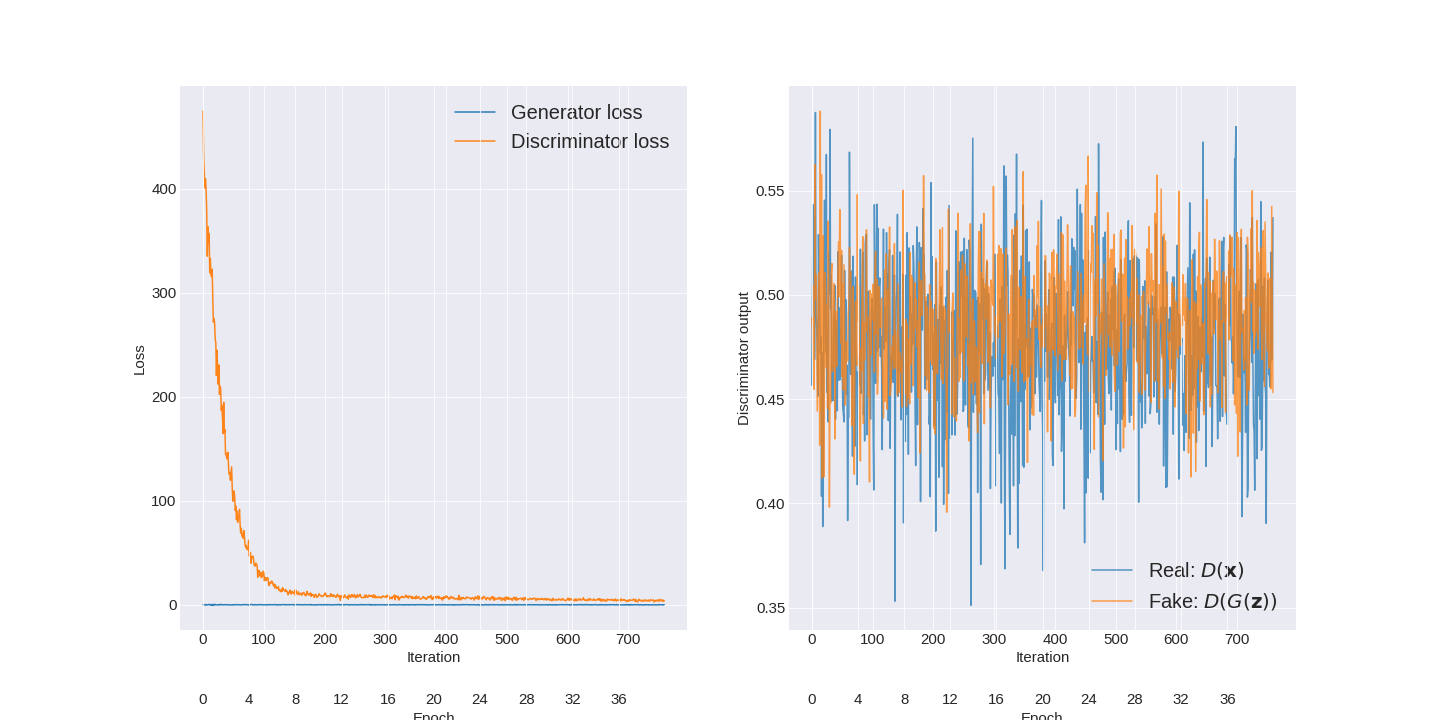 Generator loss
Discriminator loss
400
300
200
100
0
Loss
0 100 200 300 400 500 600 700
Iteration
0 4 8 12 16 20 24 28 32 36
Epoch
0.55
0.50
0.45
0.40
0.35
Discriminator output
Real: D(x)
Fake: D(G(z))
0 100 200 300 400 500 600 700
Iteration
0 4 8 12 16 20 24 28 32 36
Epoch